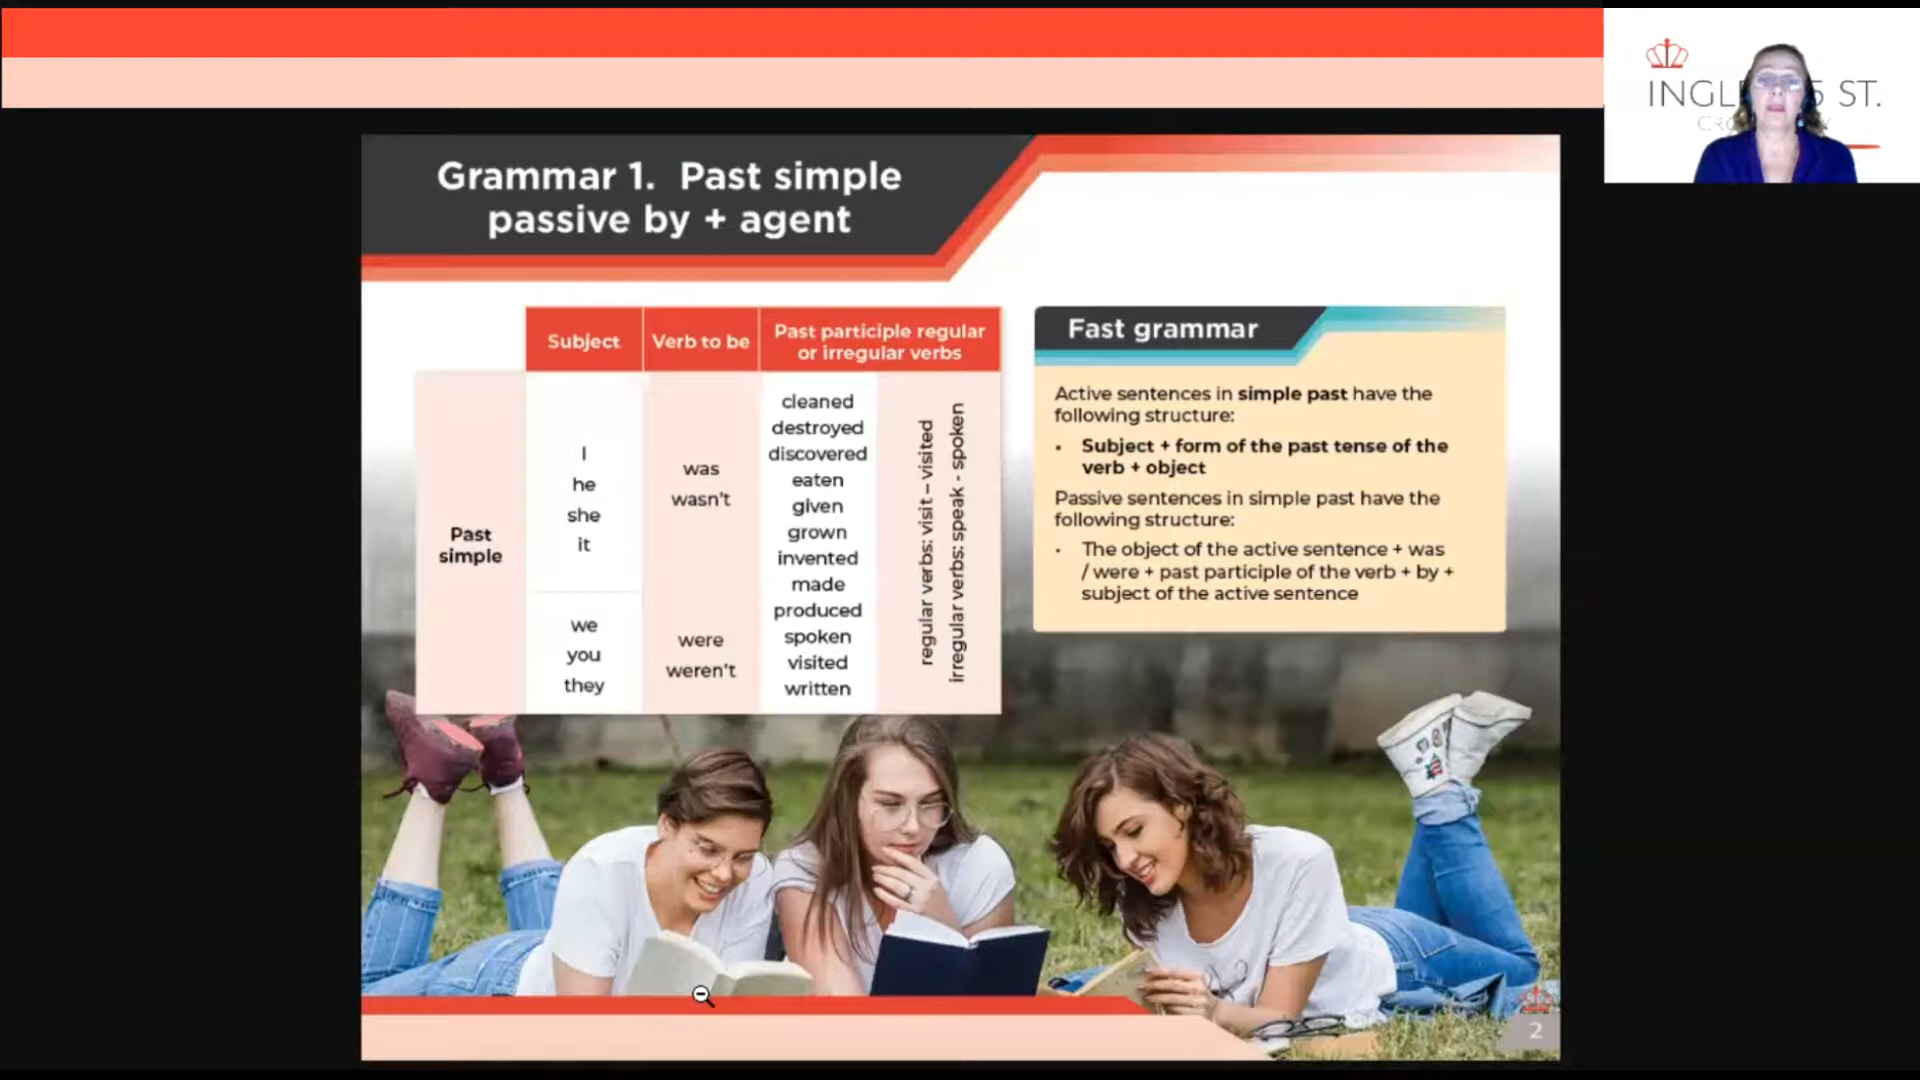 INGL
ST.
Grammar 1. Past simple
passive by + agent
Subject
Verb to be
Past participle regular
or irregular verbs
Past
simple
I
he
she
it
we
you
they
was
wasn't
were
weren't
cleaned
destroyed
discovered
eaten
given
grown
invented
made
produced
spoken
visited
written
regular verbs: visit – visited
irregular verbs: speak - spoken
Fast grammar
Active sentences in simple past have the
following structure:
• Subject + form of the past tense of the
verb + object
Passive sentences in simple past have the
following structure:
• The object of the active sentence + was
/ were + past participle of the verb + by +
subject of the active sentence
2